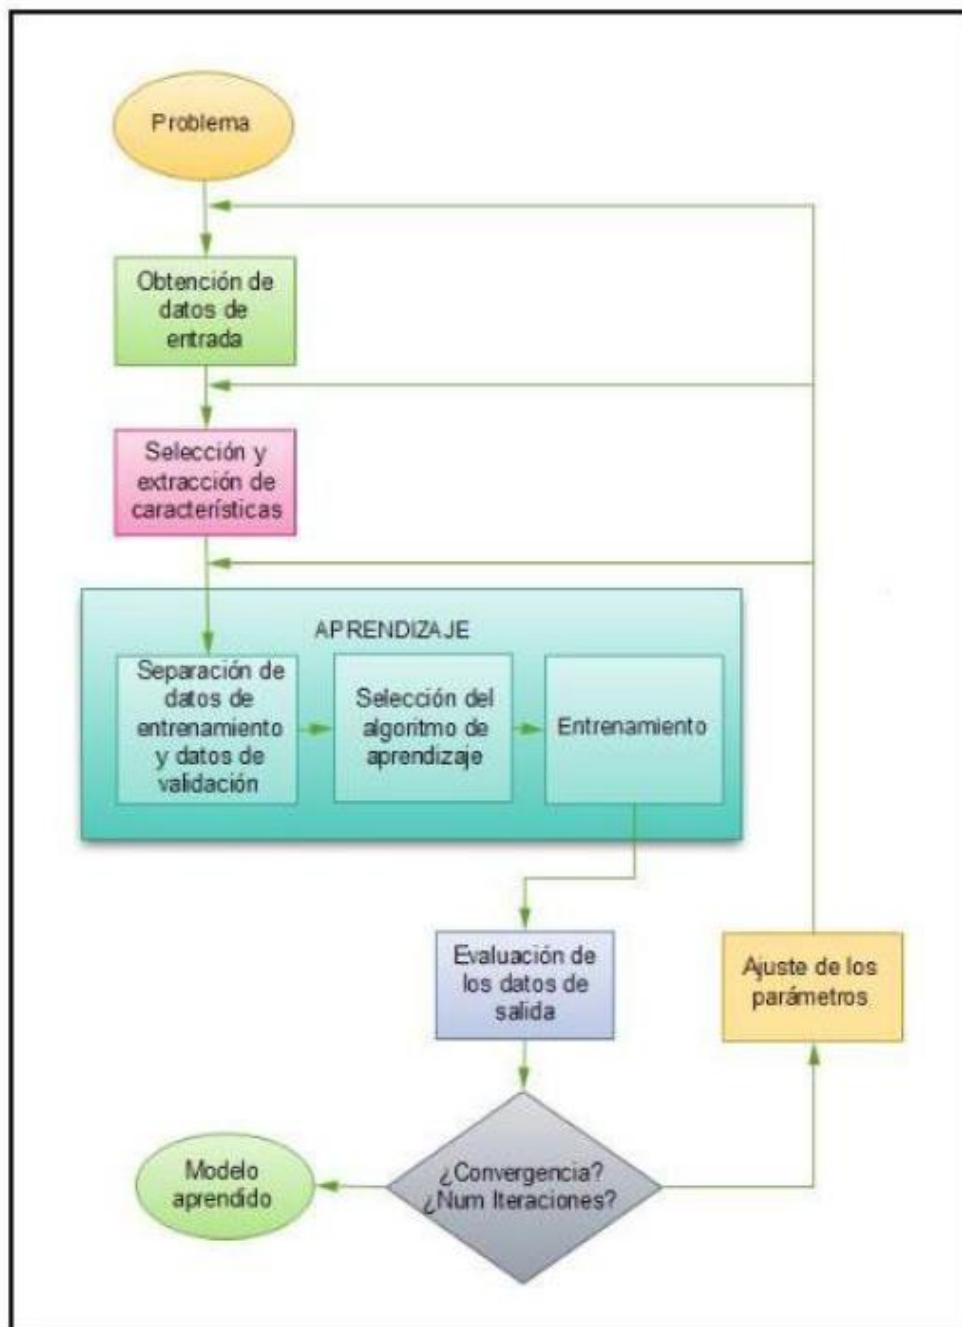 Problema
Obtención de
datos de
entrada
Selección y
extracción de
características
APRENDIZAJE
Separación de
datos de
entrenamiento
y datos de
validación
Selección del
algoritmo de
aprendizaje
Entrenamiento
Evaluación de
los datos de
salida
Ajuste de los
parámetros
¿Convergencia?
¿Num Iteraciones?
Modelo
aprendido